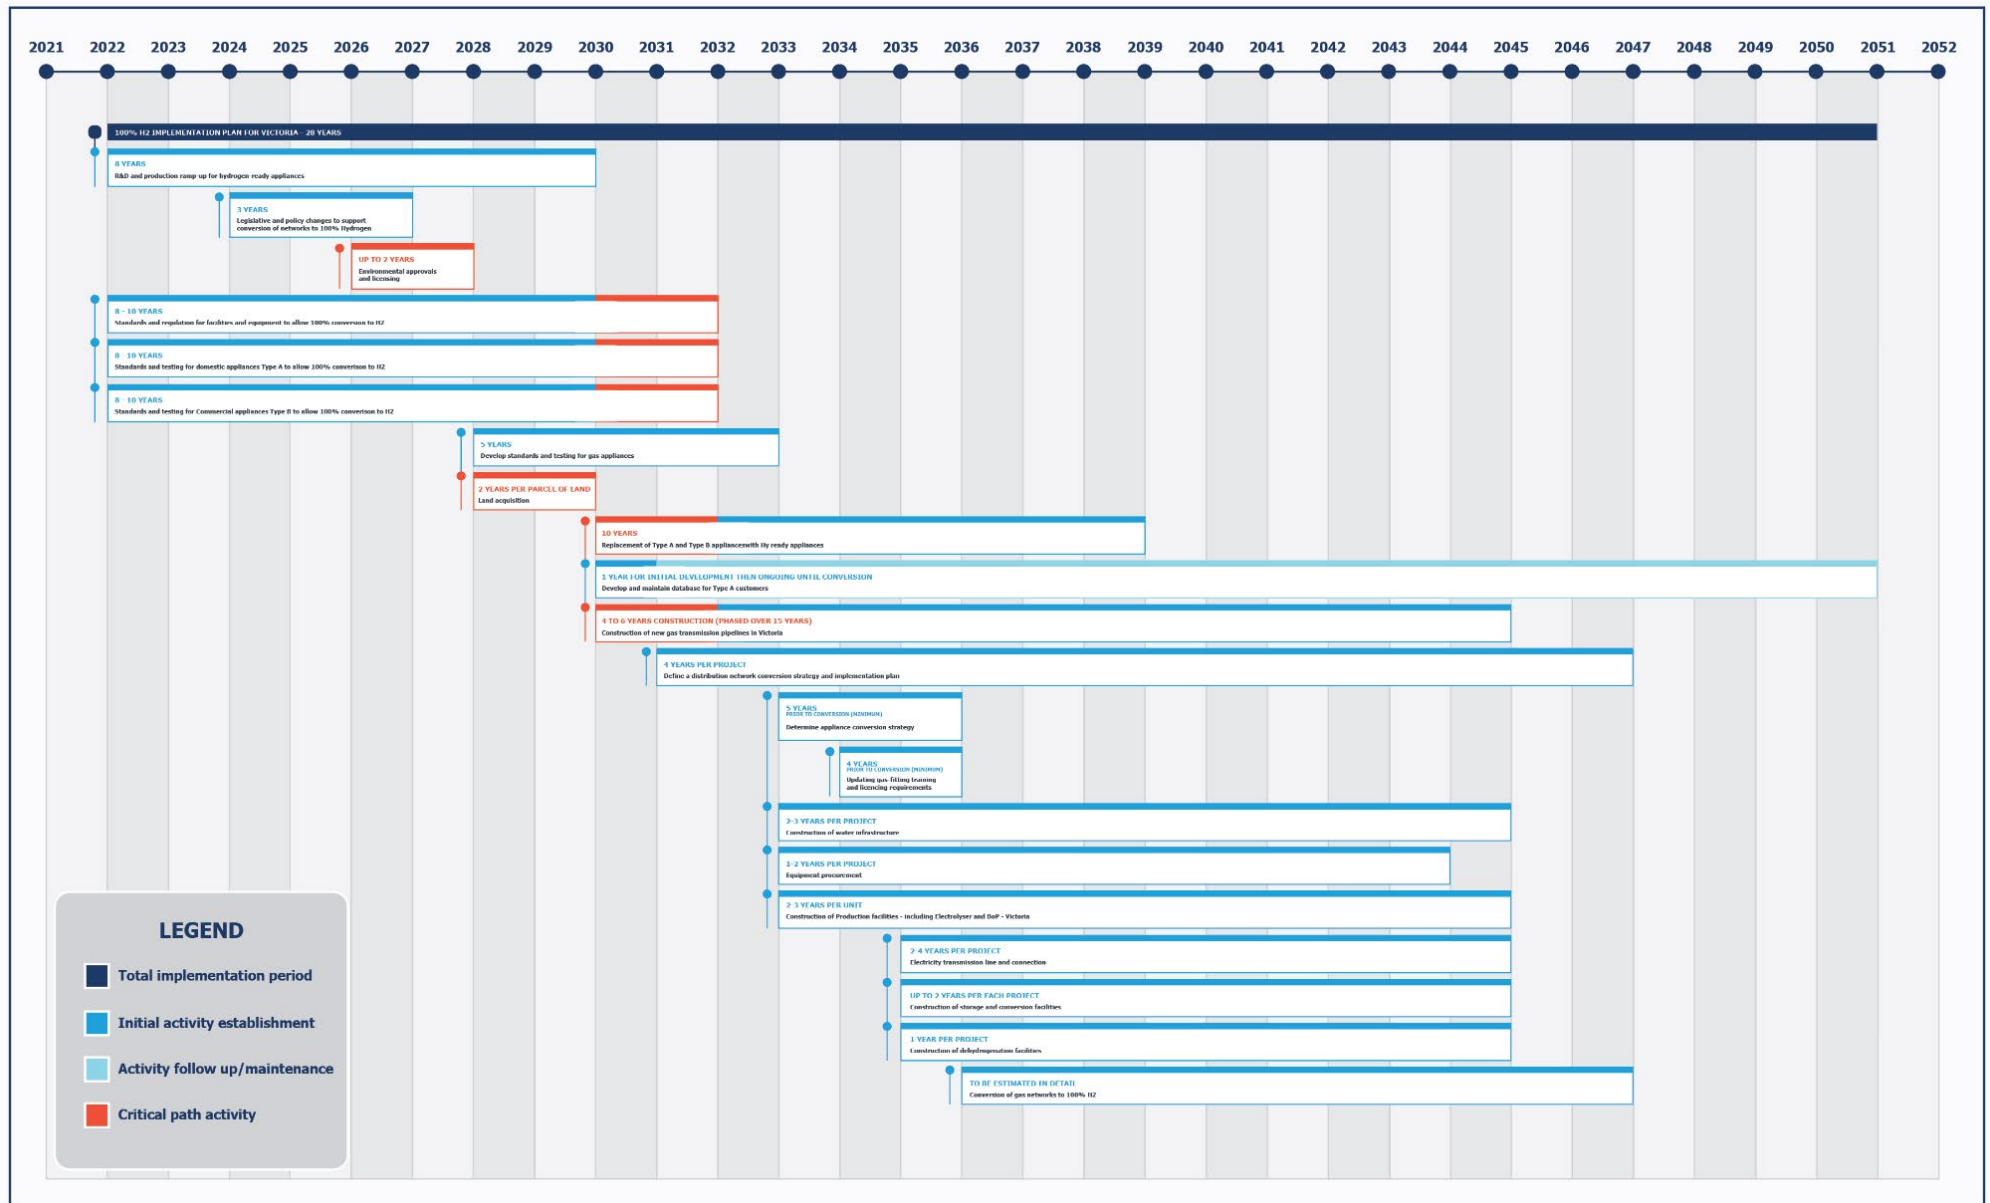 2021 2022 2023 2024 2025 2026 2027 2028 2029 2030 2031 2032 2033 2034 2035 2036 2037 2038 2039 2040 2041 2042 2043 2044 2045 2046 2047 2048 2049 2050 2051 2052
100% H2 IMPLEMENTATION PLAN FOR VICTORIA - 28 YEARS
8 YEARS
R&D and production ramp-up for hydrogen-ready appliances
3 YEARS
Legislative and policy changes to support
conversion of networks to 100% Hydrogen
UP TO 2 YEARS
Environmental approvals
and licensing
8 - 10 YEARS
Standards and regulation for facilities and equipment to allow 100% conversion to H2
8 - 10 YEARS
Standards and testing for domestic appliances Type A to allow 100% converison to H2
8 - 10 YEARS
Standards and testing for Commercial appliances Type B to allow 100% converison to H2
5 YEARS
Develop standards and testing for gas appliances
2 YEARS PER PARCEL OF LAND
Land acquisition
10 YEARS
Replacement of Type A and Type B applianceswith Hy ready appliances
1 YEAR FOR INITIAL DEVELOPMENT THEN ONGOING UNTIL CONVERSION
Develop and maintain database for Type A customers
4 TO 6 YEARS CONSTRUCTION (PHASED OVER 15 YEARS)
Construction of new gas transmission pipelines in Victoria
4 YEARS PER PROJECT
Define a distribution network conversion strategy and implementation plan
5 YEARS
PRIOR TO CONVERSION (MINIMUM)
Determine appliance conversion strategy
4 YEARS
PRIOR TO CONVERSION (MINIMUM)
Updating gas-fitting training
and licencing requirements
2-3 YEARS PER PROJECT
Construction of water infrastructure
1-2 YEARS PER PROJECT
Equipment procurement
2-3 YEARS PER UNIT
Construction of Production facilities - including Electrolyser and BoP - Victoria
2-4 YEARS PER PROJECT
Electricity transmission line and connection
UP TO 2 YEARS PER EACH PROJECT
Construction of storage and conversion facilities
1 YEAR PER PROJECT
Construction of dehydrogenation facilities
TO BE ESTIMATED IN DETAIL
Conversion of gas networks to 100% H2
LEGEND
Total implementation period
Initial activity establishment
Activity follow up/maintenance
Critical path activity